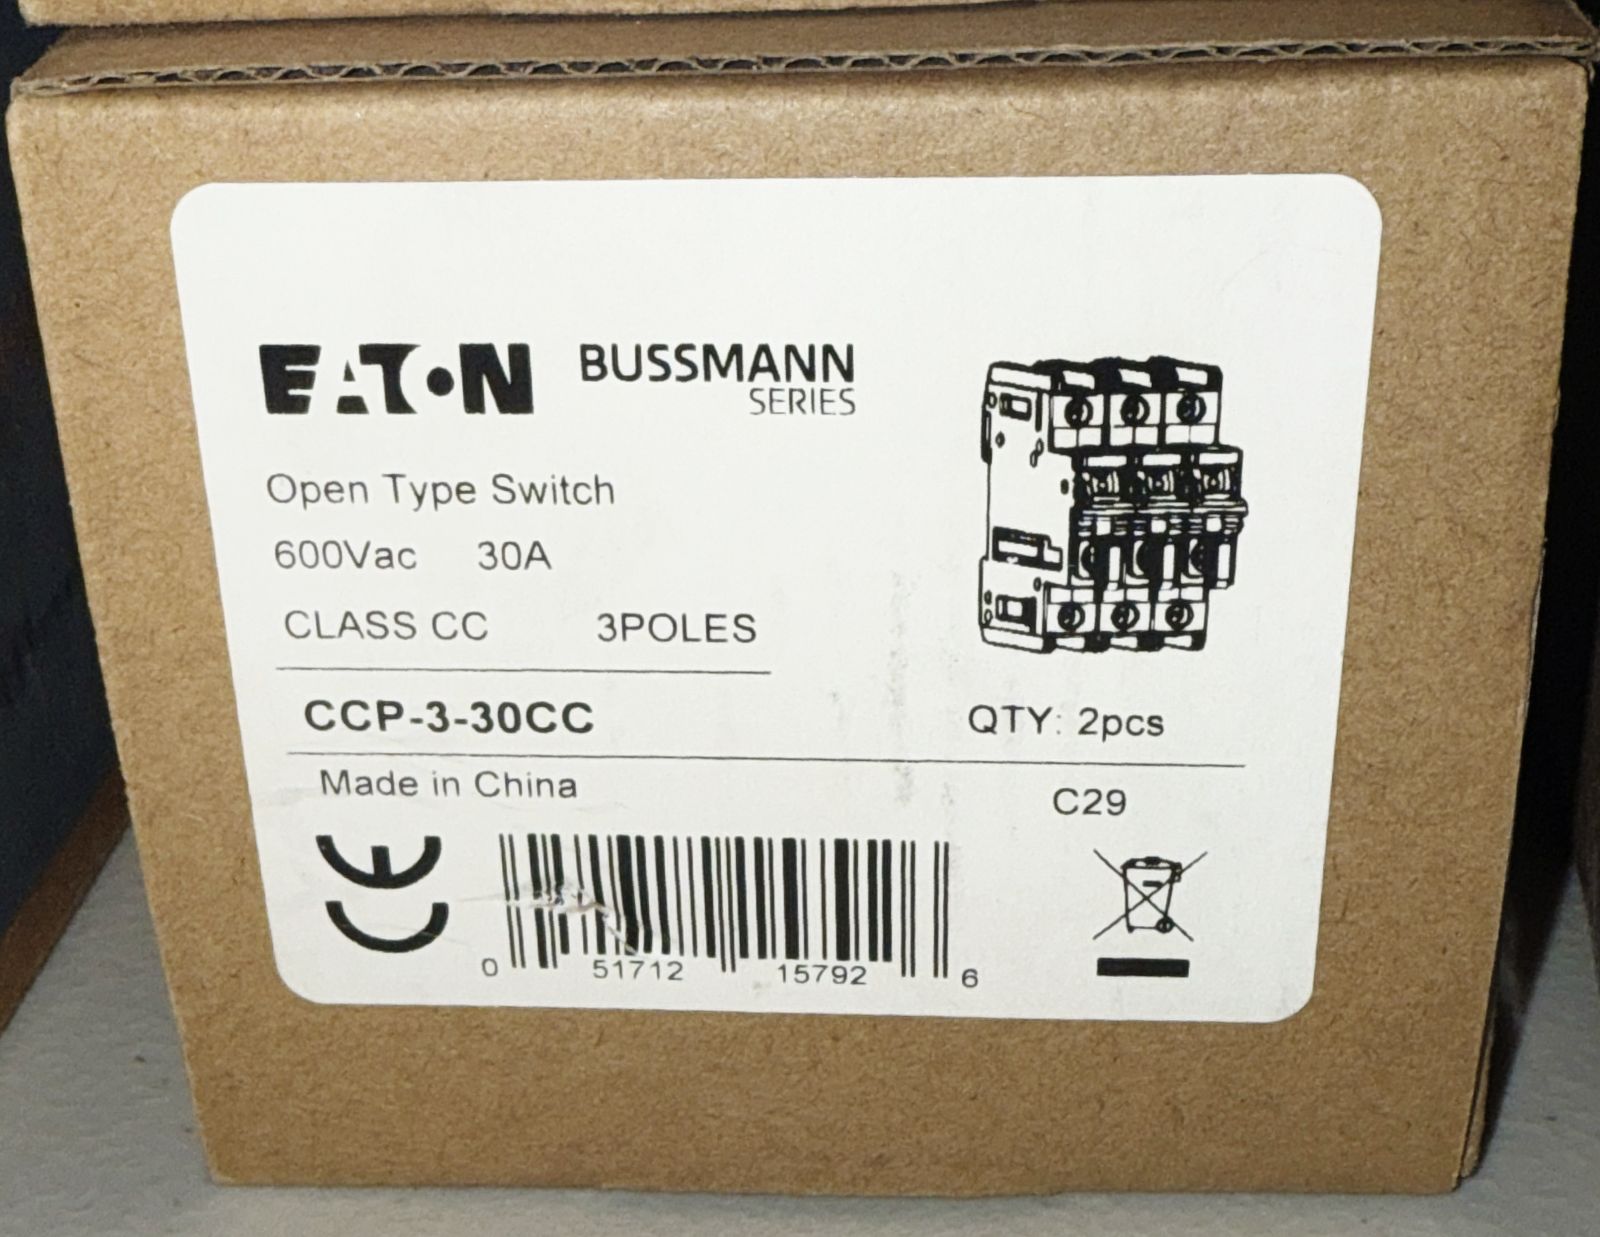 EATON BUSSMANN
SERIES
Open Type Switch
600Vac 30A
CLASS CC 3POLES
CCP-3-30CC QTY: 2pcs
Made in China C29
CE
0 51712 15792 6